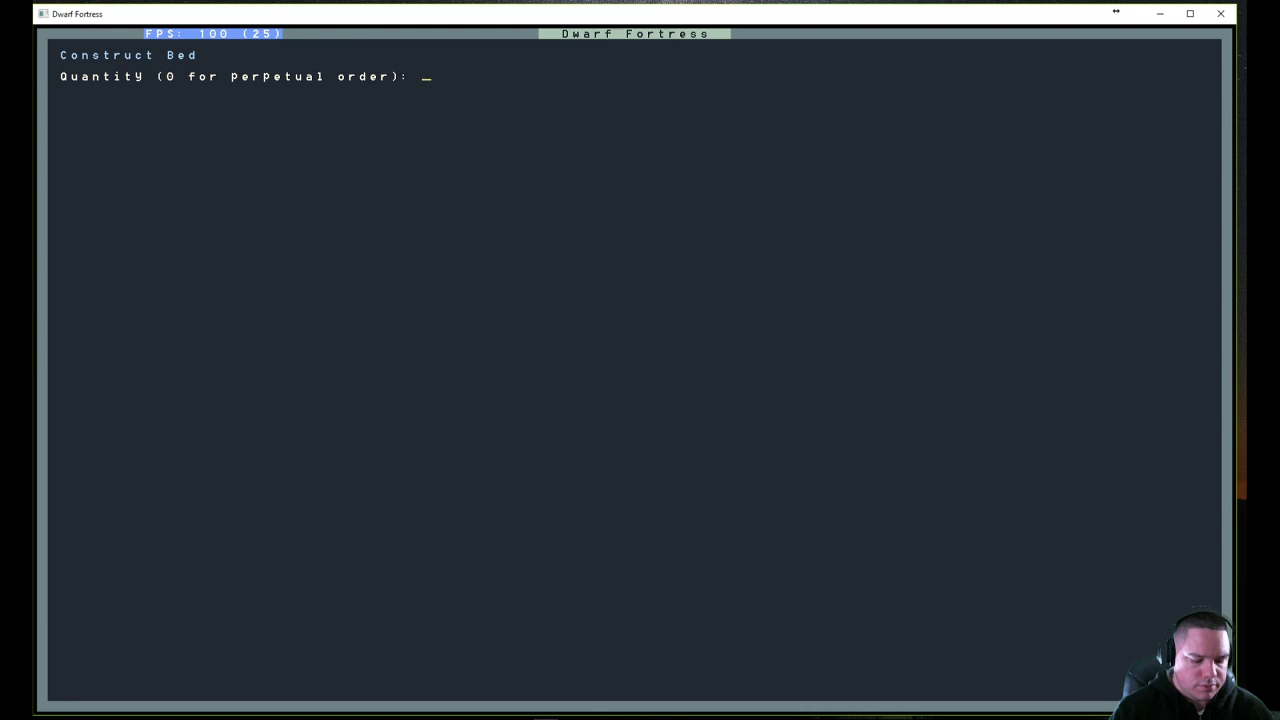 Dwarf Fortress
FPS: 100 (25)
Dwarf Fortress
Construct Bed
Quantity (0 for perpetual order): _